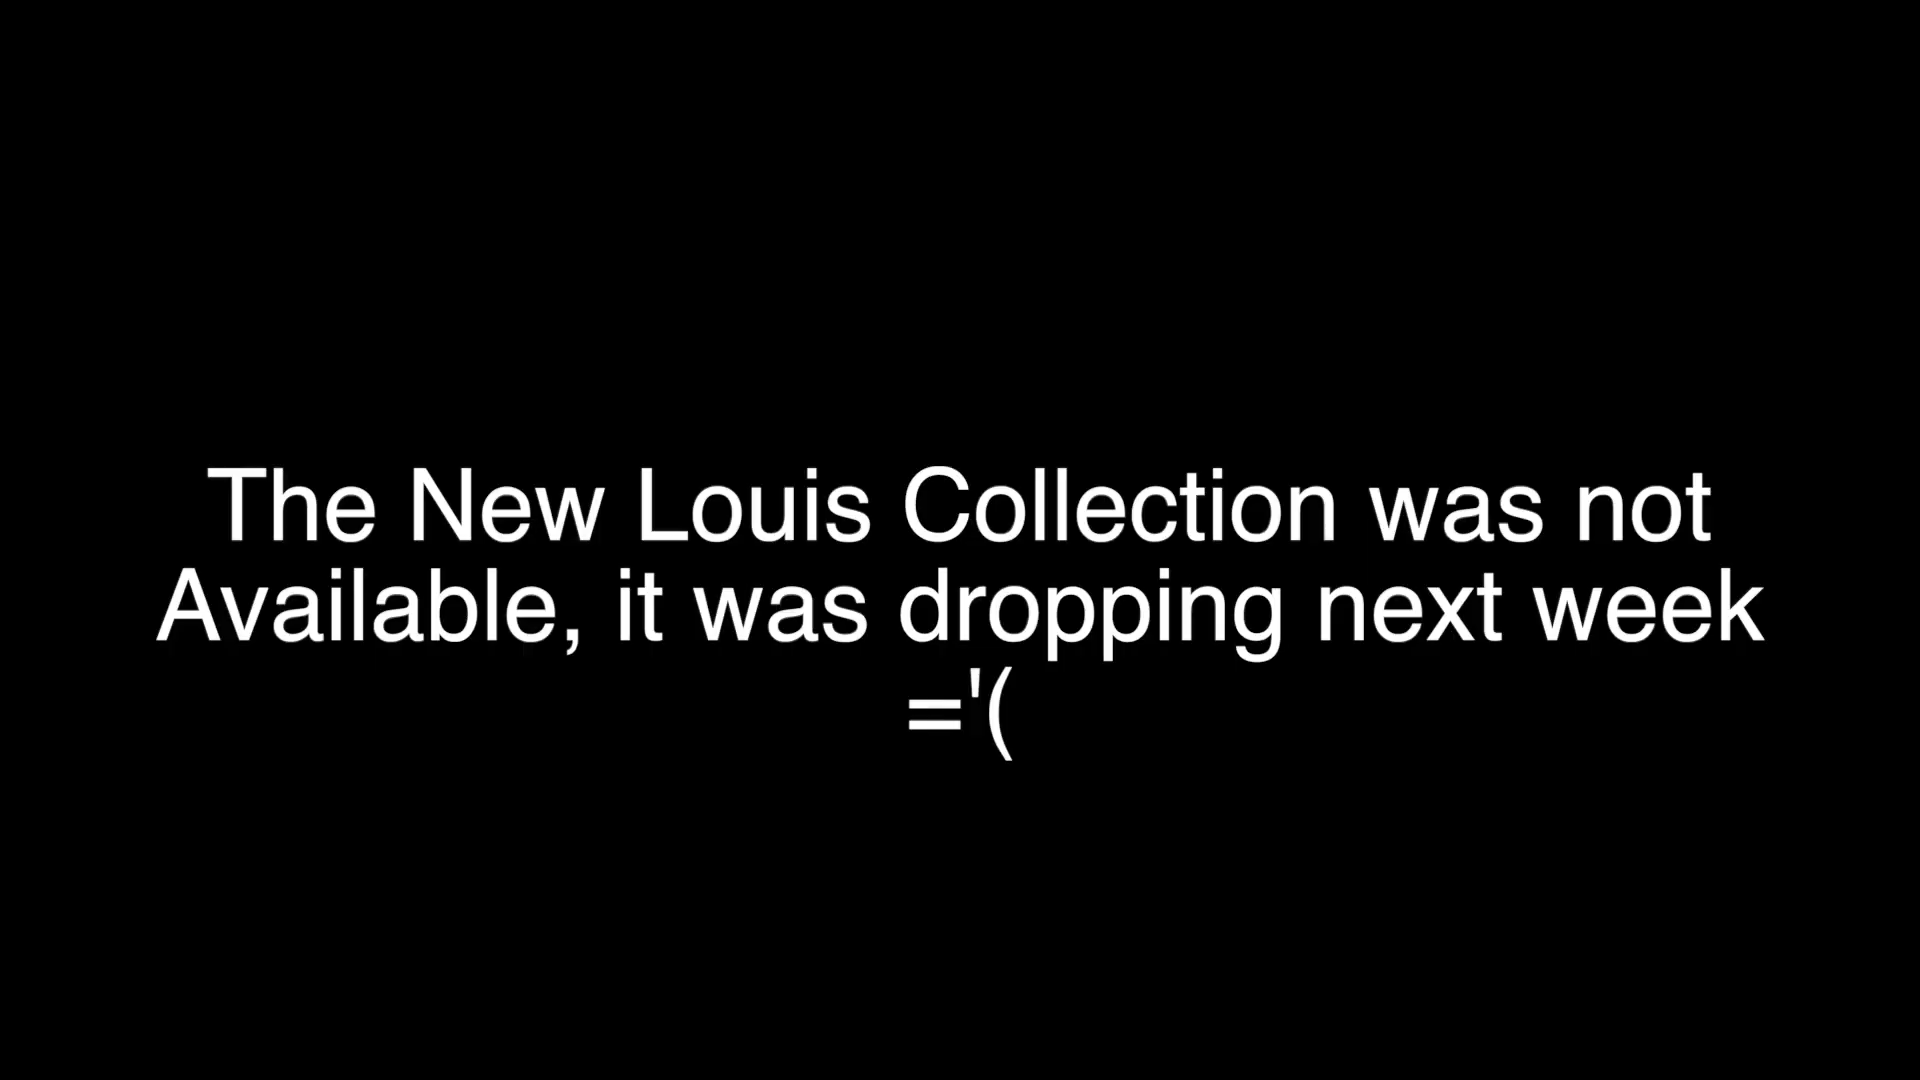 The New Louis Collection was not
Available, it was dropping next week
='(